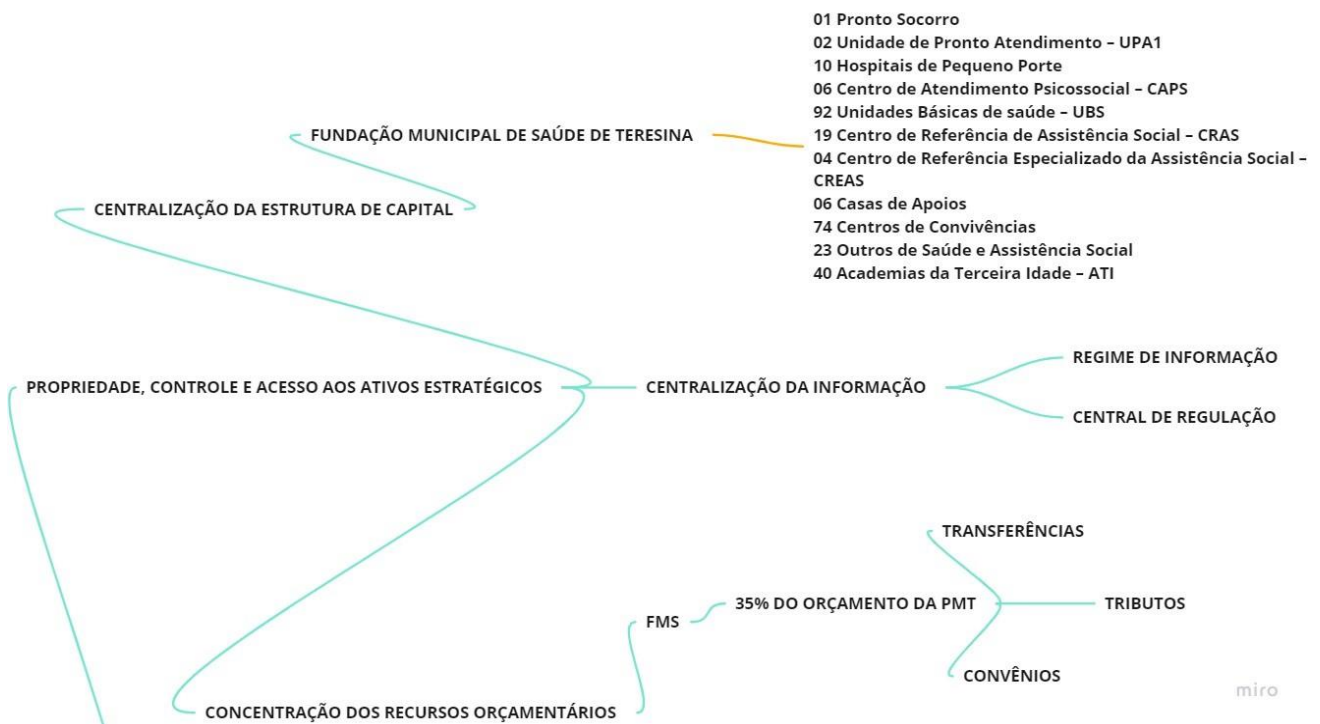 01 Pronto Socorro
02 Unidade de Pronto Atendimento – UPA1
10 Hospitais de Pequeno Porte
06 Centro de Atendimento Psicossocial – CAPS
92 Unidades Básicas de saúde – UBS
19 Centro de Referência de Assistência Social – CRAS
04 Centro de Referência Especializado da Assistência Social –
CREAS
06 Casas de Apoios
74 Centros de Convivências
23 Outros de Saúde e Assistência Social
40 Academias da Terceira Idade – ATI
FUNDAÇÃO MUNICIPAL DE SAÚDE DE TERESINA
CENTRALIZAÇÃO DA ESTRUTURA DE CAPITAL
PROPRIEDADE, CONTROLE E ACESSO AOS ATIVOS ESTRATÉGICOS
CENTRALIZAÇÃO DA INFORMAÇÃO
REGIME DE INFORMAÇÃO
CENTRAL DE REGULAÇÃO
TRANSFERÊNCIAS
35% DO ORÇAMENTO DA PMT
TRIBUTOS
FMS
CONVÊNIOS
CONCENTRAÇÃO DOS RECURSOS ORÇAMENTÁRIOS
miro